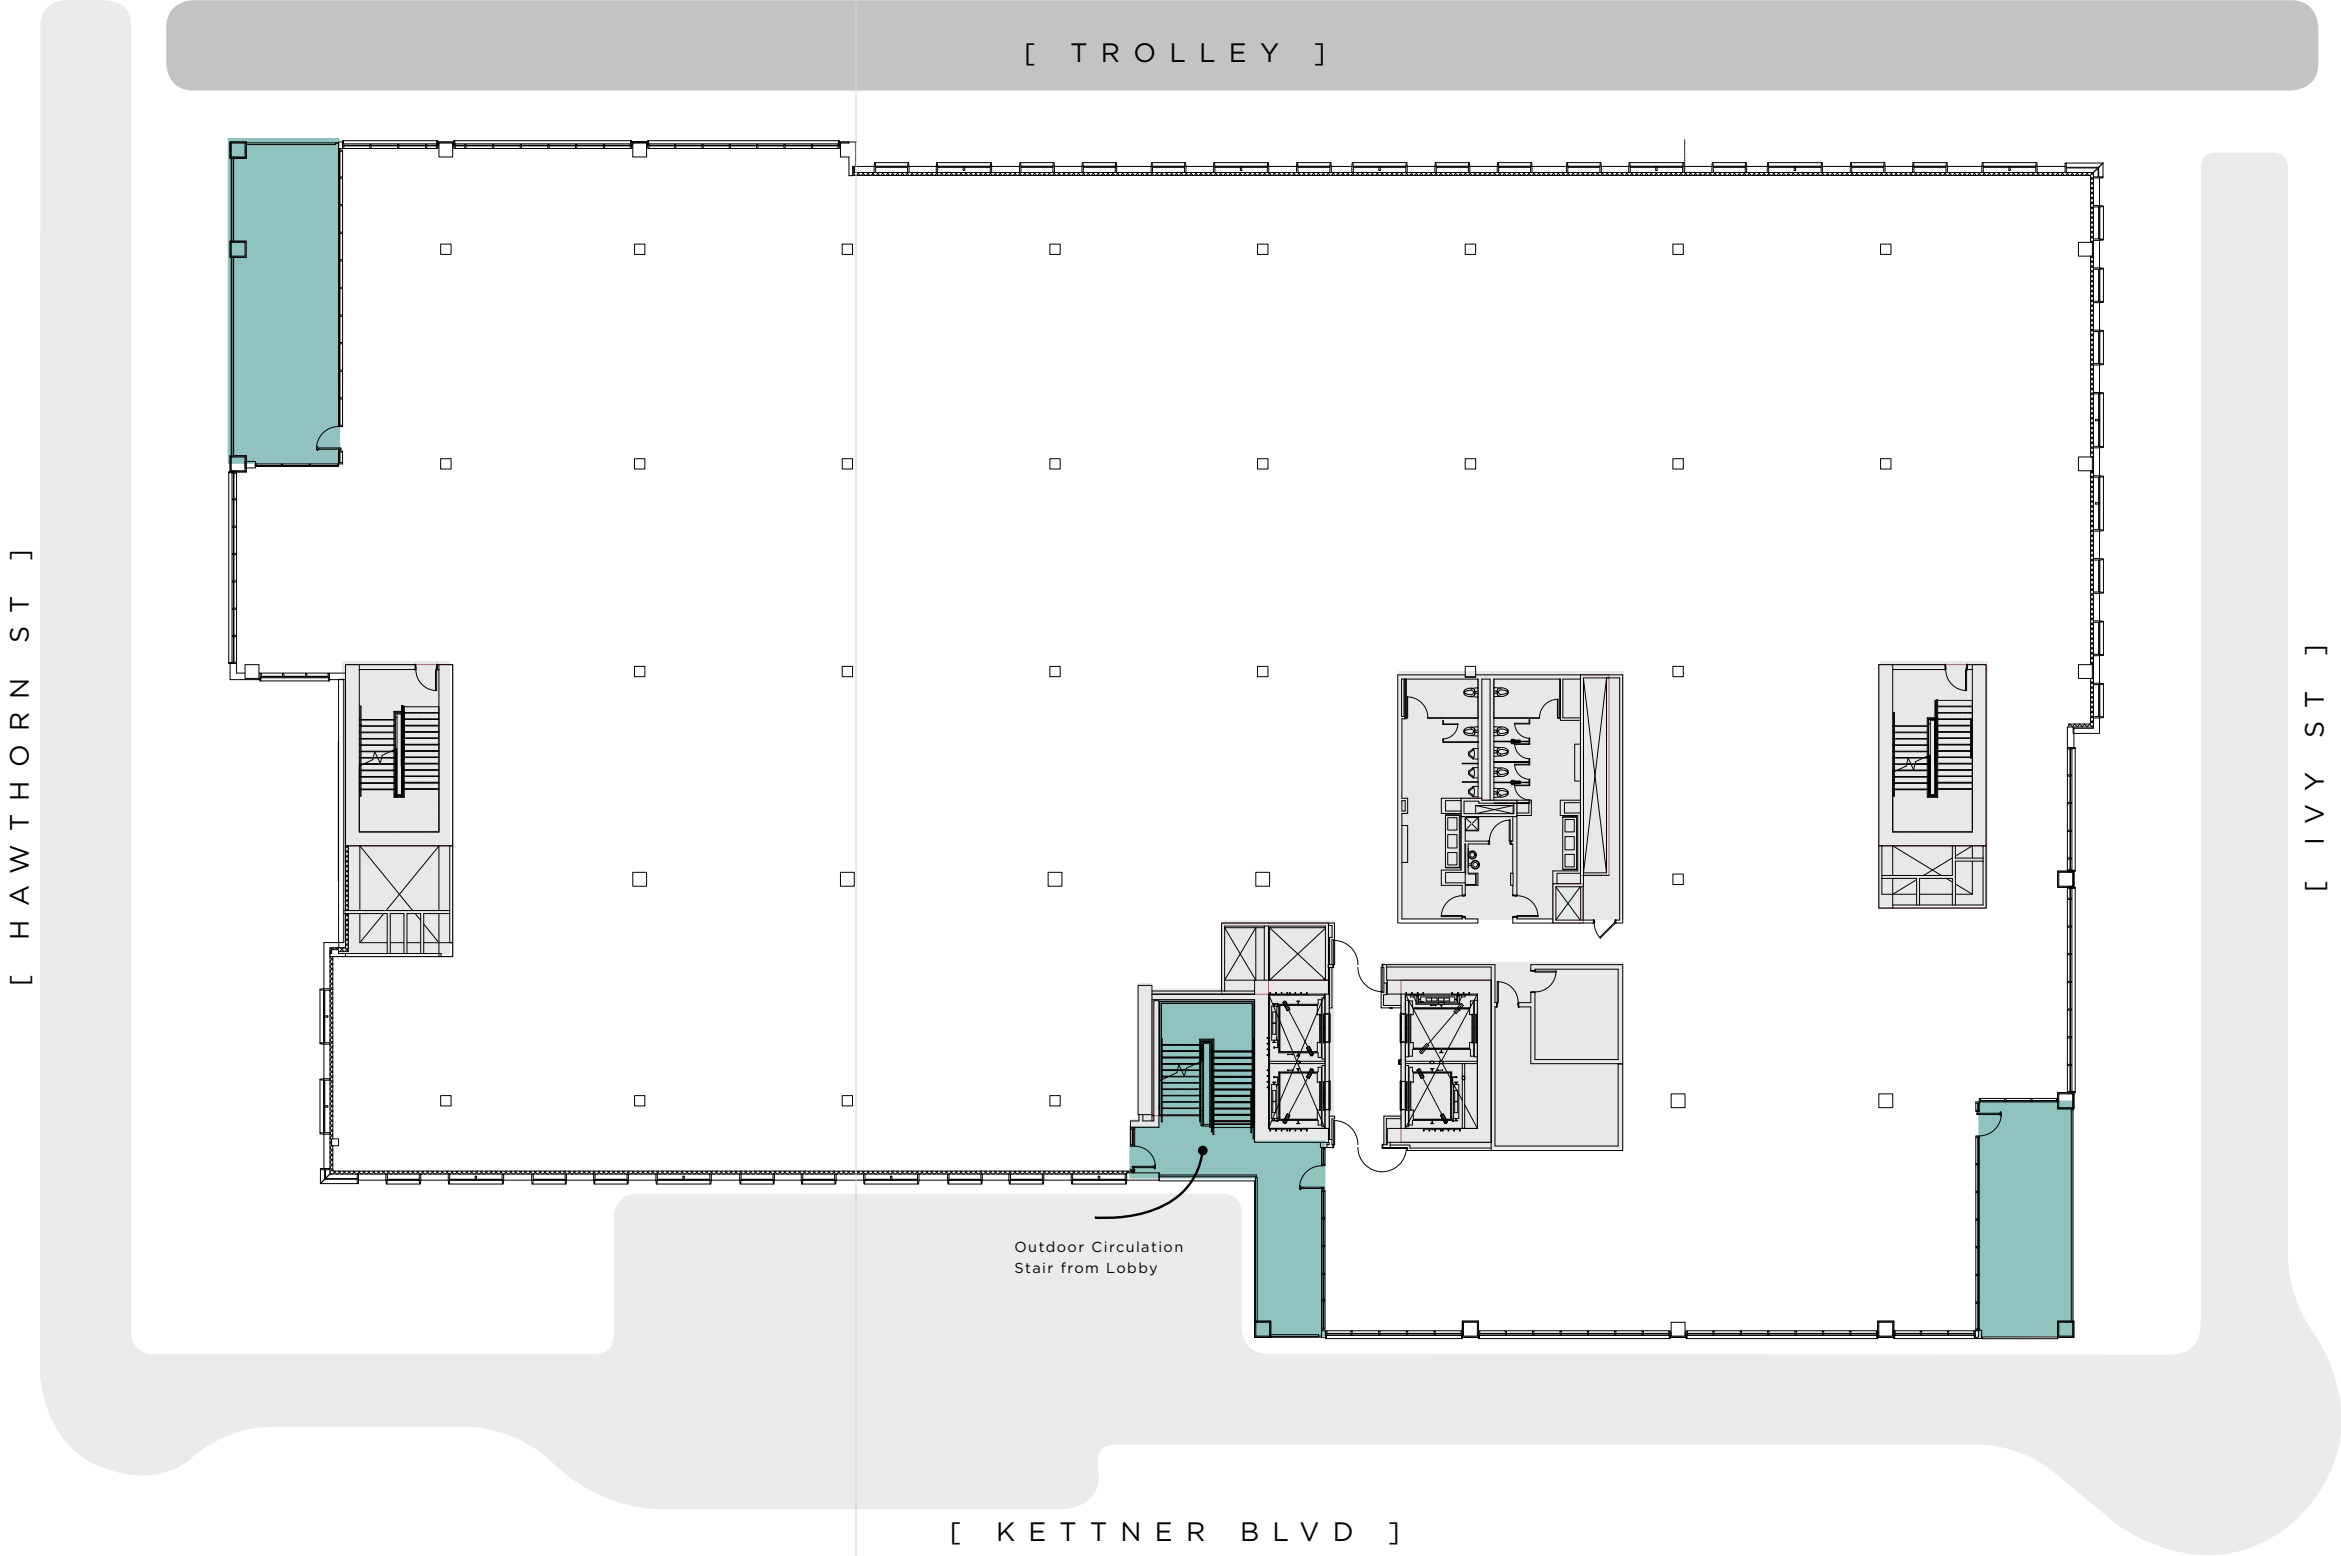 [ TROLLEY ]
[ HAWTHORN ST ]
[ IVY ST ]
Outdoor Circulation
Stair from Lobby
[ KETTNER BLVD ]